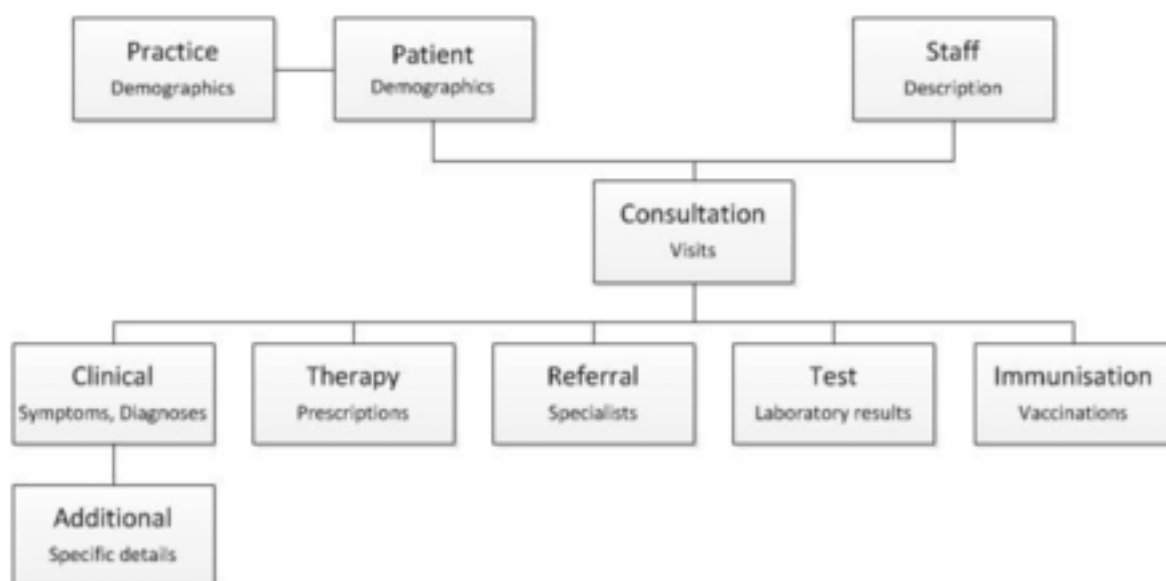 Practice
Demographics
Patient
Demographics
Staff
Description
Consultation
Visits
Clinical
Symptoms, Diagnoses
Therapy
Prescriptions
Referral
Specialists
Test
Laboratory results
Immunisation
Vaccinations
Additional
Specific details